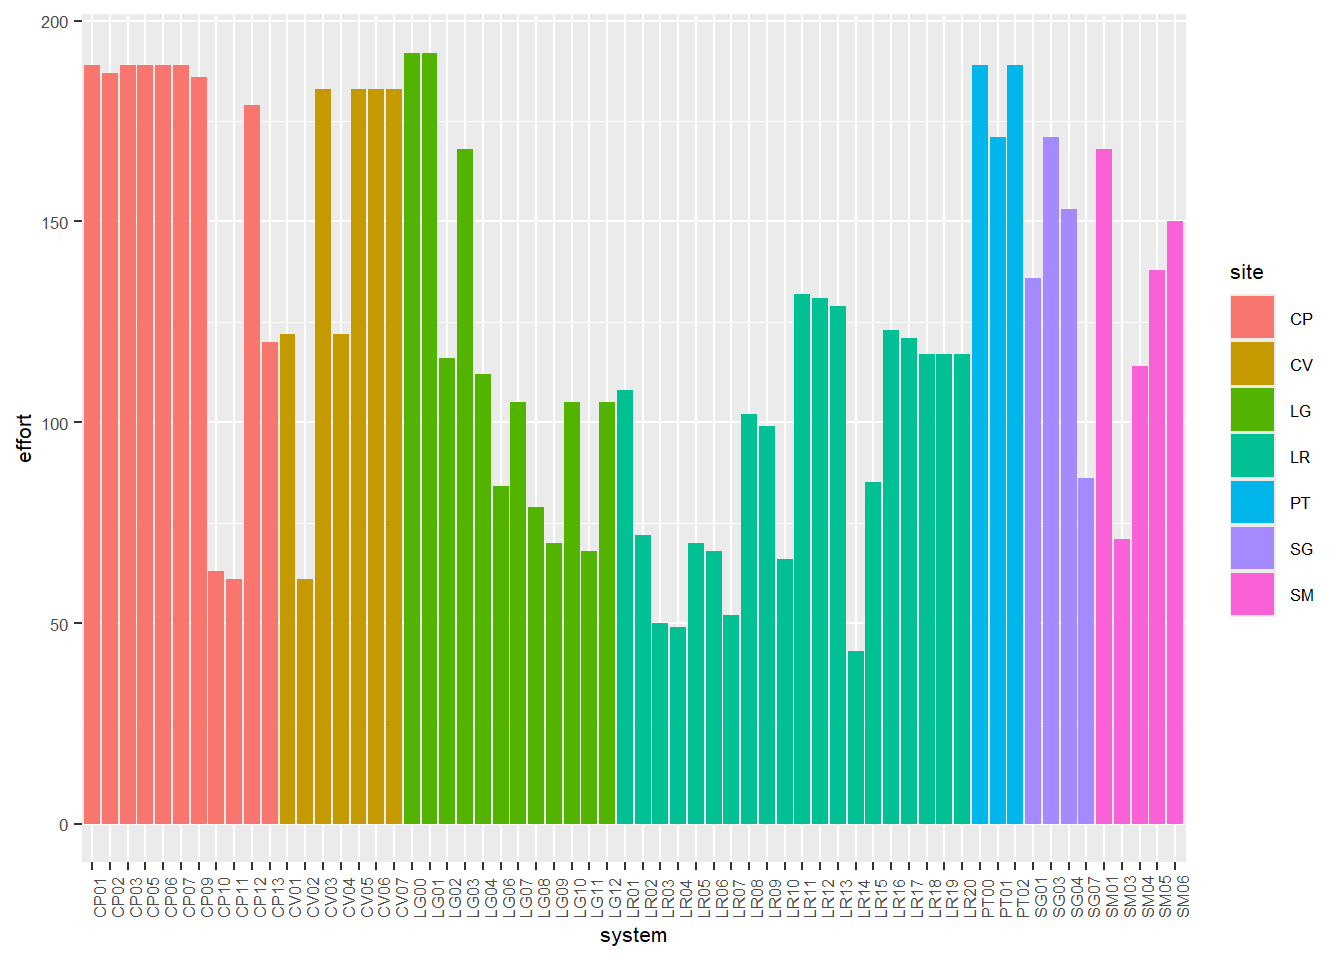 200
150
100
50
0
effort
CP01
CP02
CP03
CP05
CP06
CP07
CP09
CP10
CP11
CP12
CP13
CV01
CV02
CV03
CV04
CV05
CV06
CV07
LG00
LG01
LG02
LG03
LG04
LG06
LG07
LG08
LG09
LG10
LG11
LG12
LR01
LR02
LR03
LR04
LR05
LR06
LR07
LR08
LR09
LR10
LR11
LR12
LR13
LR14
LR15
LR16
LR17
LR18
LR19
LR20
PT00
PT01
PT02
SG01
SG03
SG04
SG07
SM01
SM03
SM04
SM05
SM06
system
site
CP
CV
LG
LR
PT
SG
SM